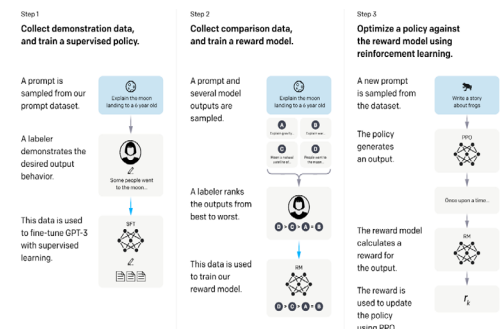 Step 1
Collect demonstration data,
and train a supervised policy.
A prompt is
sampled from our
prompt dataset.
Explain the moon
landing to a 6 year old
A labeler
demonstrates the
desired output
behavior.
Some people went
to the moon...
This data is used
to fine-tune GPT-3
with supervised
learning.
SFT
Step 2
Collect comparison data,
and train a reward model.
A prompt and
several model
outputs are
sampled.
Explain the moon
landing to a 6 year old
A
B
C
D
A labeler ranks
the outputs from
best to worst.
D > C > A = B
This data is used
to train our
reward model.
RM
D > C > A = B
Step 3
Optimize a policy against
the reward model using
reinforcement learning.
A new prompt
is sampled from
the dataset.
Write a story
about frogs
The policy
generates
an output.
PPO
Once upon a time...
The reward model
calculates a
reward for
the output.
RM
The reward is
used to update
the policy
using PPO.
rk